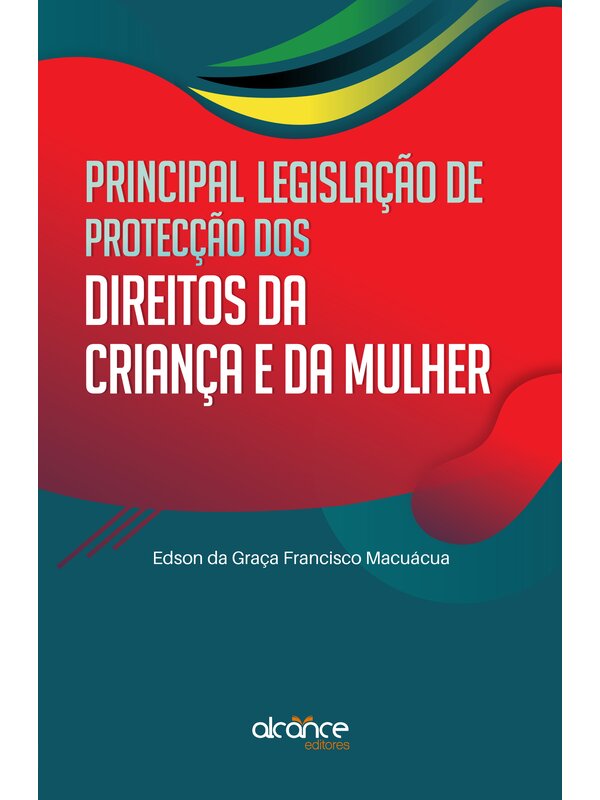 PRINCIPAL LEGISLAÇÃO DE
PROTECÇÃO DOS
DIREITOS DA
CRIANÇA E DA MULHER
Edson da Graça Francisco Macuácua
alcance
editores